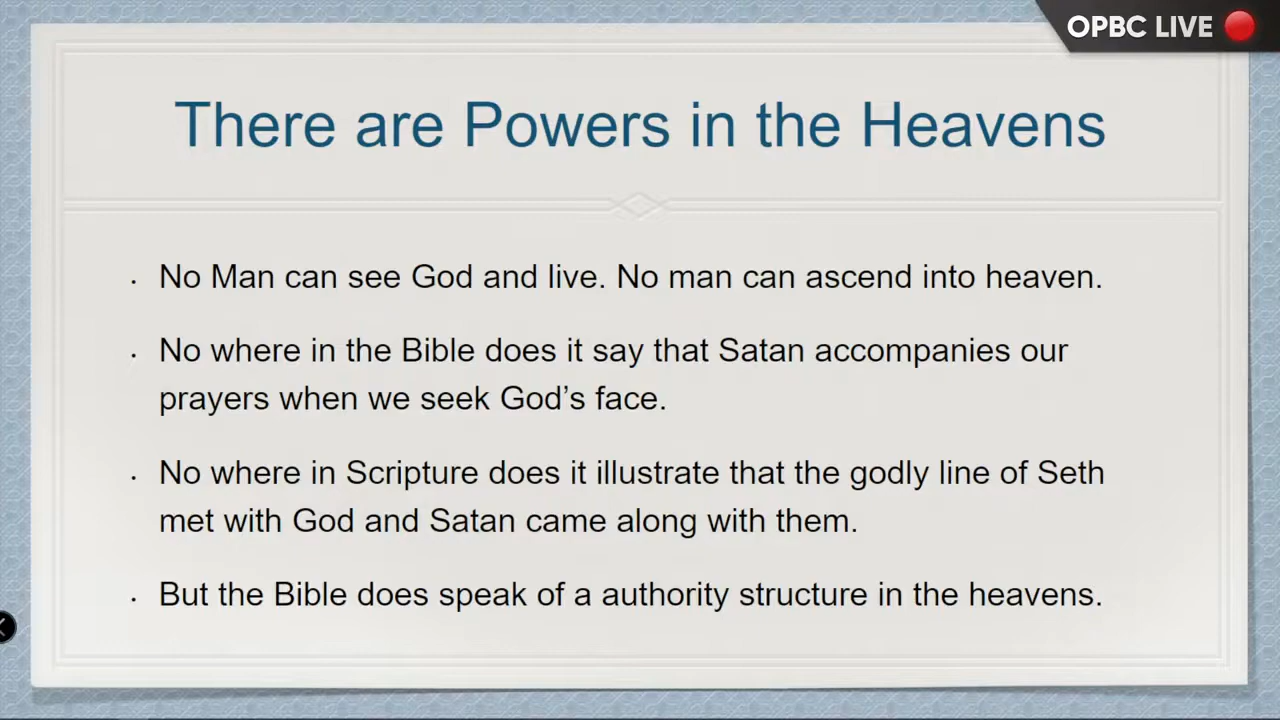 OPBC LIVE
There are Powers in the Heavens
· No Man can see God and live. No man can ascend into heaven.
· No where in the Bible does it say that Satan accompanies our
prayers when we seek God’s face.
· No where in Scripture does it illustrate that the godly line of Seth
met with God and Satan came along with them.
· But the Bible does speak of a authority structure in the heavens.